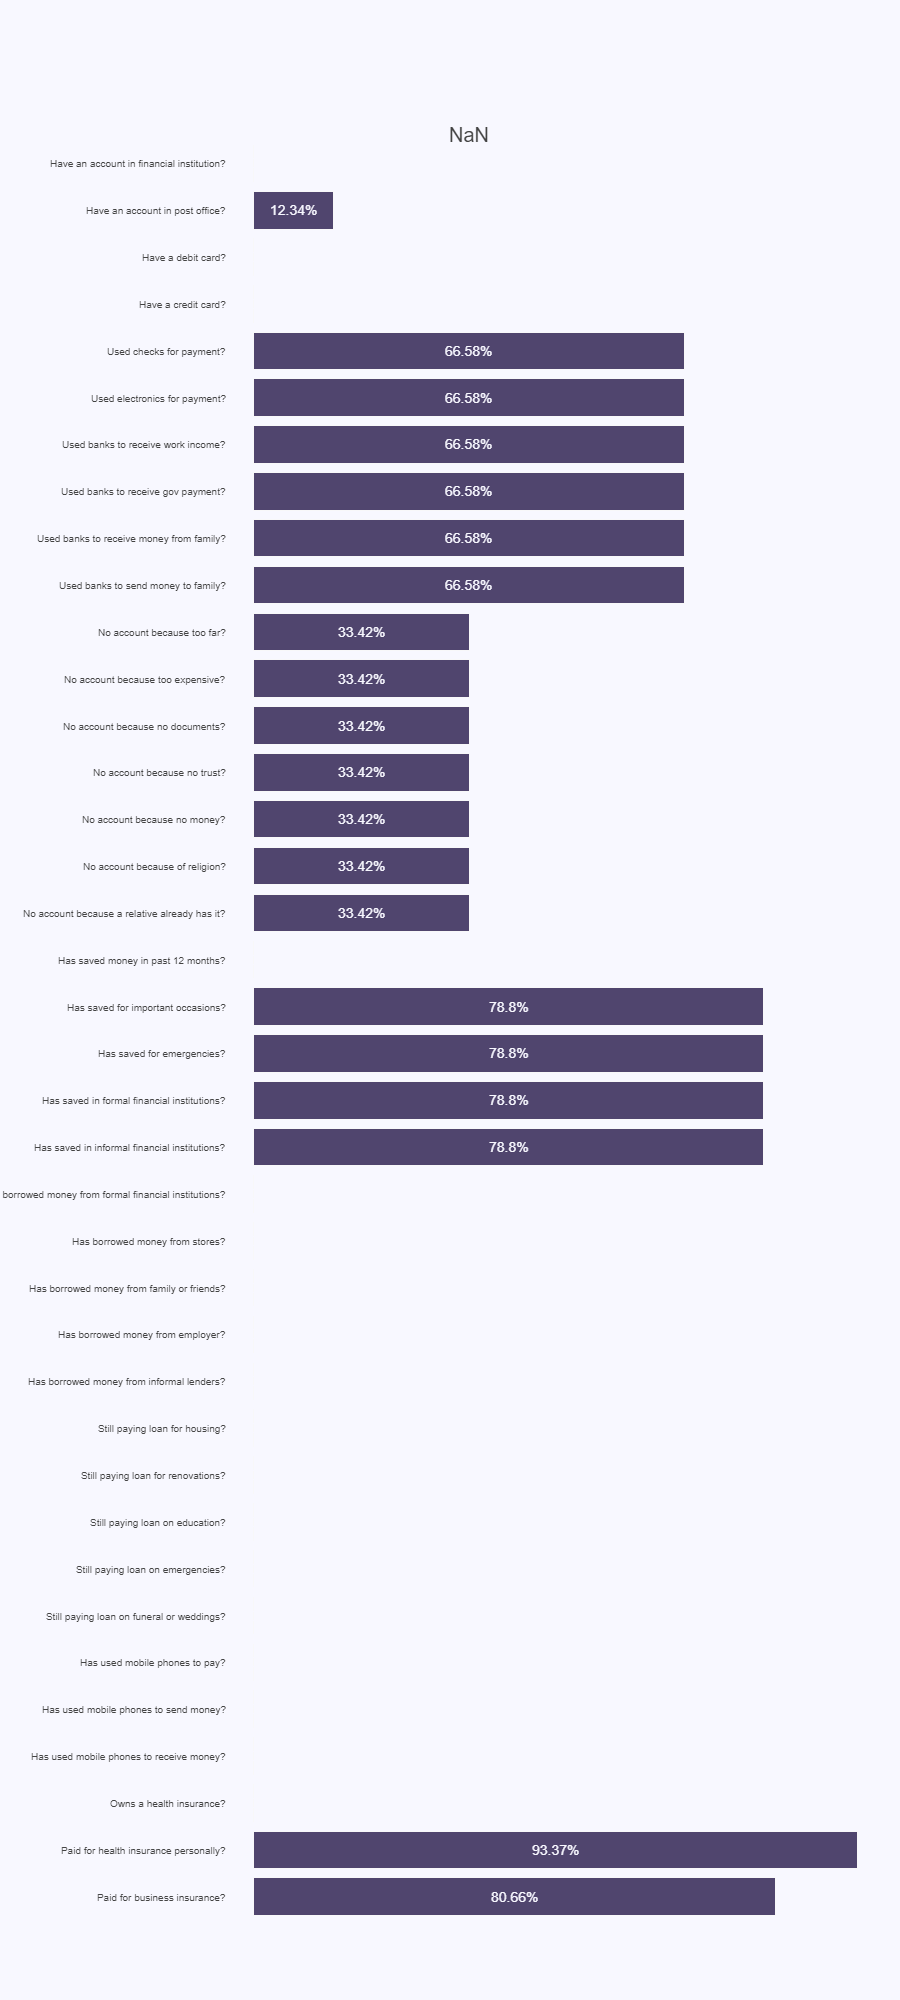 NaN
Have an account in financial institution?
Have an account in post office? 12.34%
Have a debit card?
Have a credit card?
Used checks for payment? 66.58%
Used electronics for payment? 66.58%
Used banks to receive work income? 66.58%
Used banks to receive gov payment? 66.58%
Used banks to receive money from family? 66.58%
Used banks to send money to family? 66.58%
No account because too far? 33.42%
No account because too expensive? 33.42%
No account because no documents? 33.42%
No account because no trust? 33.42%
No account because no money? 33.42%
No account because of religion? 33.42%
No account because a relative already has it? 33.42%
Has saved money in past 12 months?
Has saved for important occasions? 78.8%
Has saved for emergencies? 78.8%
Has saved in formal financial institutions? 78.8%
Has saved in informal financial institutions? 78.8%
borrowed money from formal financial institutions?
Has borrowed money from stores?
Has borrowed money from family or friends?
Has borrowed money from employer?
Has borrowed money from informal lenders?
Still paying loan for housing?
Still paying loan for renovations?
Still paying loan on education?
Still paying loan on emergencies?
Still paying loan on funeral or weddings?
Has used mobile phones to pay?
Has used mobile phones to send money?
Has used mobile phones to receive money?
Owns a health insurance?
Paid for health insurance personally? 93.37%
Paid for business insurance? 80.66%